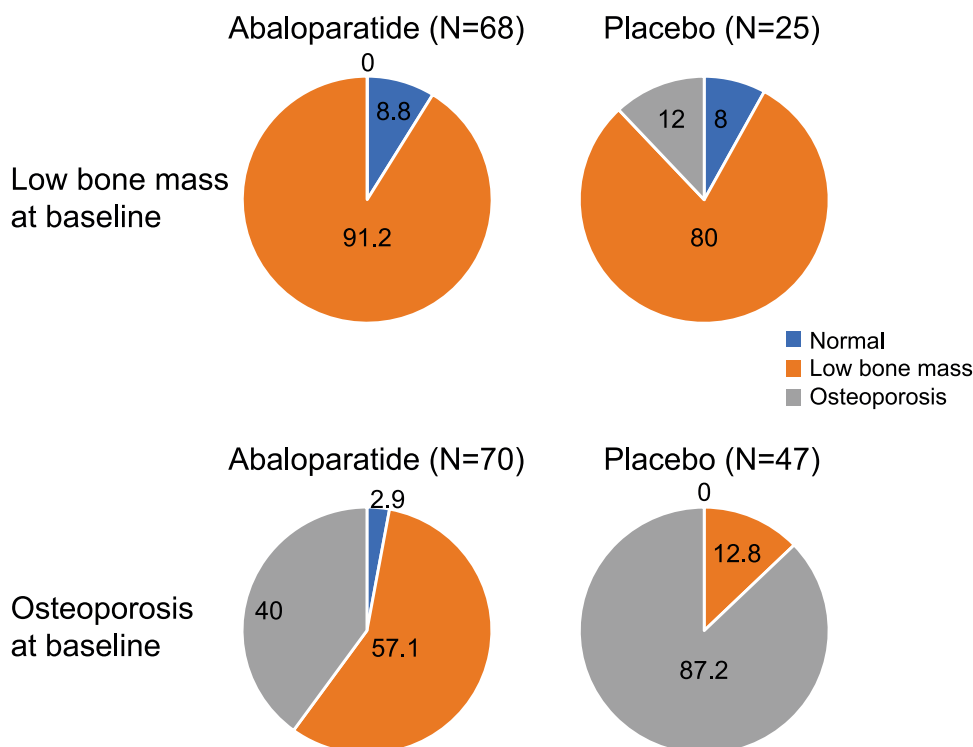 Abaloparatide (N=68)
Placebo (N=25)
0
8.8
91.2
12
8
80
Low bone mass
at baseline
Normal
Low bone mass
Osteoporosis
Abaloparatide (N=70)
Placebo (N=47)
2.9
40
57.1
0
12.8
87.2
Osteoporosis
at baseline